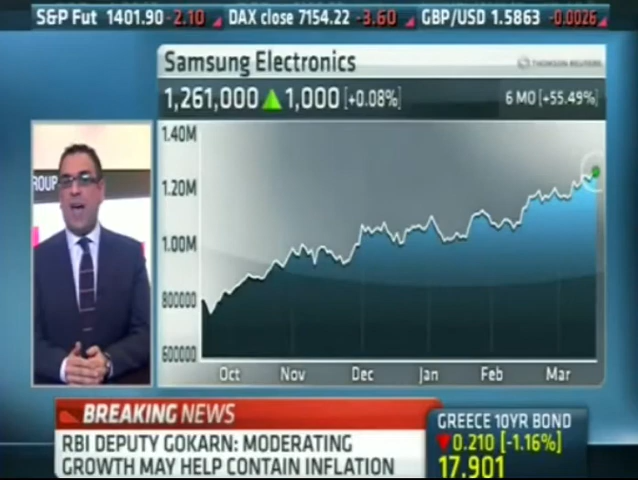 S&P Fut 1401.90 -2.10 DAX close 7154.22 -3.60 GBP/USD 1.5863 -0.0026
Samsung Electronics
THOMSON REUTERS
1,261,000 1,000 [+0.08%] 6 MO [+55.49%]
1.40M
1.20M
1.00M
800000
600000
Oct Nov Dec Jan Feb Mar
ROUP
BREAKING NEWS
RBI DEPUTY GOKARN: MODERATING
GROWTH MAY HELP CONTAIN INFLATION
GREECE 10YR BOND
0.210 [-1.16%]
17.901